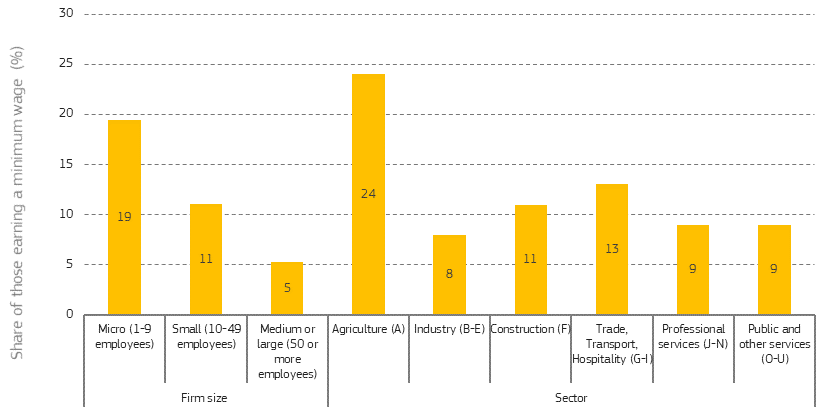 Share of those earning a minimum wage (%)
30
25
20
15
10
5
0
19
11
5
24
8
11
13
9
9
Micro (1-9
employees)
Small (10-49
employees)
Medium or
large (50 or
more
employees)
Agriculture (A)
Industry (B-E)
Construction (F)
Trade,
Transport,
Hospitality (G-I)
Professional
services (J-N)
Public and
other services
(O-U)
Firm size
Sector